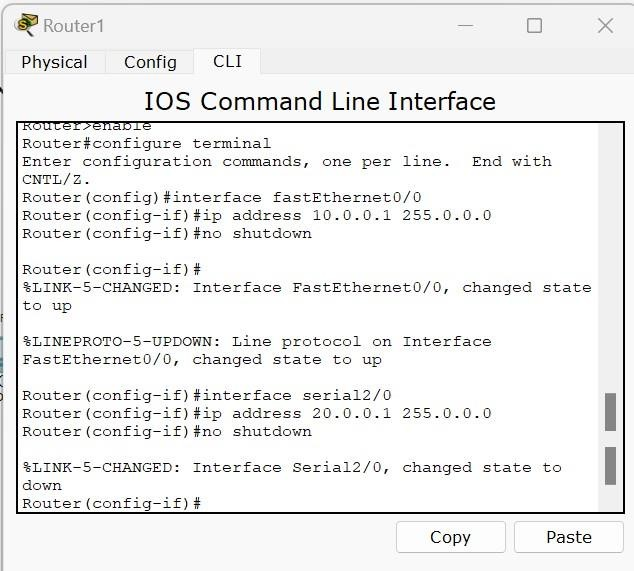 Router1
Physical Config CLI
IOS Command Line Interface
Router>enable
Router#configure terminal
Enter configuration commands, one per line.  End with
CNTL/Z.
Router(config)#interface fastEthernet0/0
Router(config-if)#ip address 10.0.0.1 255.0.0.0
Router(config-if)#no shutdown
Router(config-if)#
%LINK-5-CHANGED: Interface FastEthernet0/0, changed state
to up
%LINEPROTO-5-UPDOWN: Line protocol on Interface
FastEthernet0/0, changed state to up
Router(config-if)#interface serial2/0
Router(config-if)#ip address 20.0.0.1 255.0.0.0
Router(config-if)#no shutdown
%LINK-5-CHANGED: Interface Serial2/0, changed state to
down
Router(config-if)#
Copy Paste